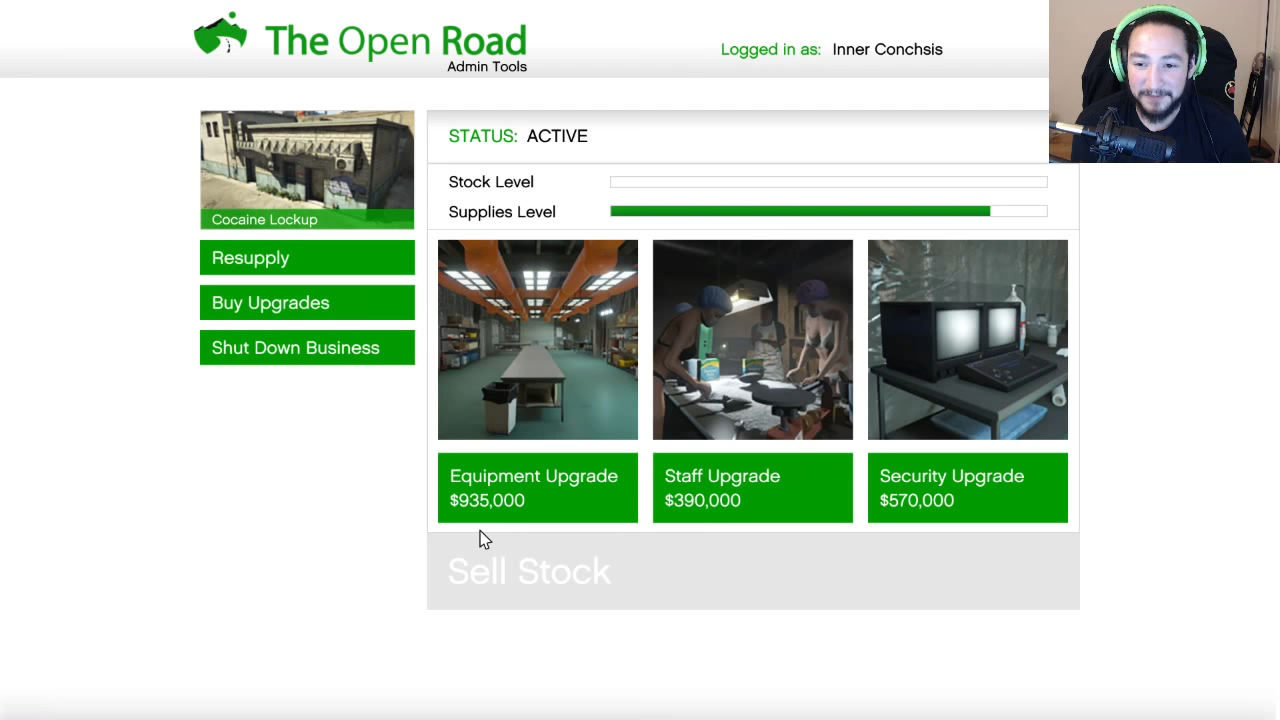 The Open Road
Admin Tools
Logged in as: Inner Conchsis
Cocaine Lockup
Resupply
Buy Upgrades
Shut Down Business
STATUS: ACTIVE
Stock Level
Supplies Level
Equipment Upgrade
$935,000
Staff Upgrade
$390,000
Security Upgrade
$570,000
Sell Stock